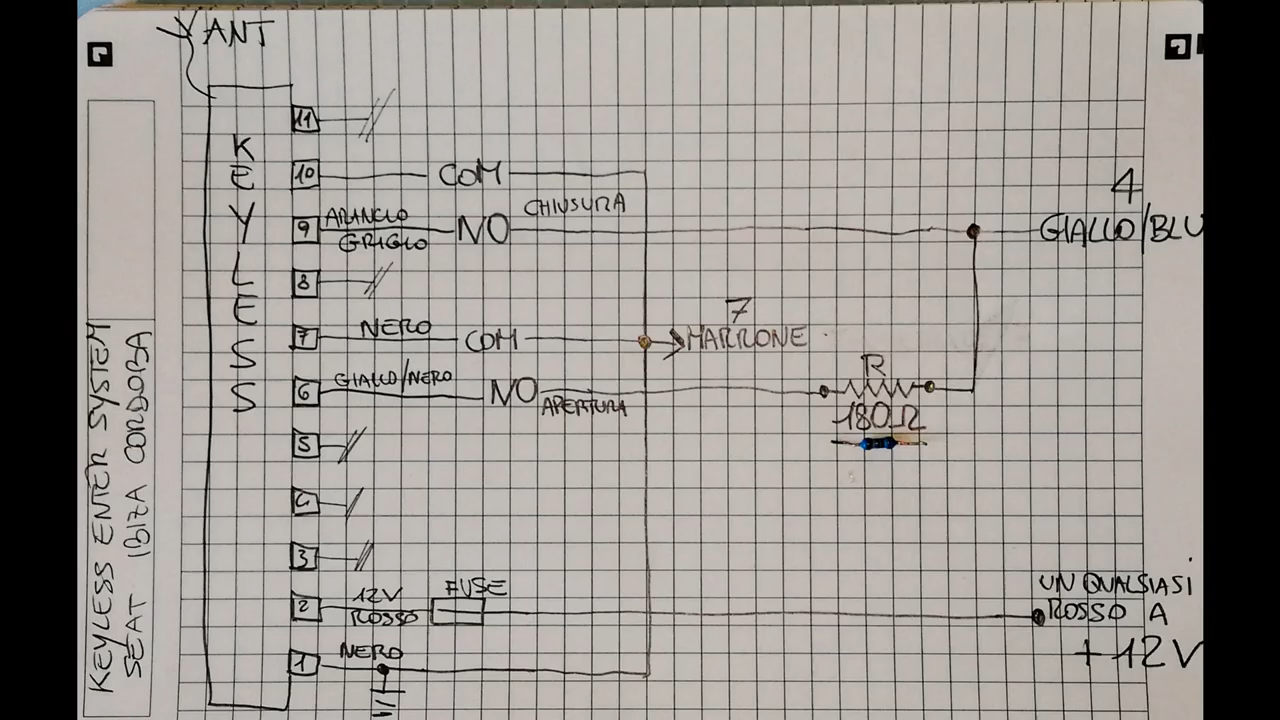 ANT
KEYLESS
11
10 COM
9 ARANCIO GRIGIO NO CHIUSURA
4
GIALLO/BLU
8
7 NERO COM
7
MARRONE
6 GIALLO/NERO NO APERTURA
R
180Ω
5
4
3
2 12V ROSSO FUSE
UN QUALSIASI
ROSSO A
+12V
1 NERO
KEYLESS ENTER SYSTEM
SEAT IBIZA CORDOBA